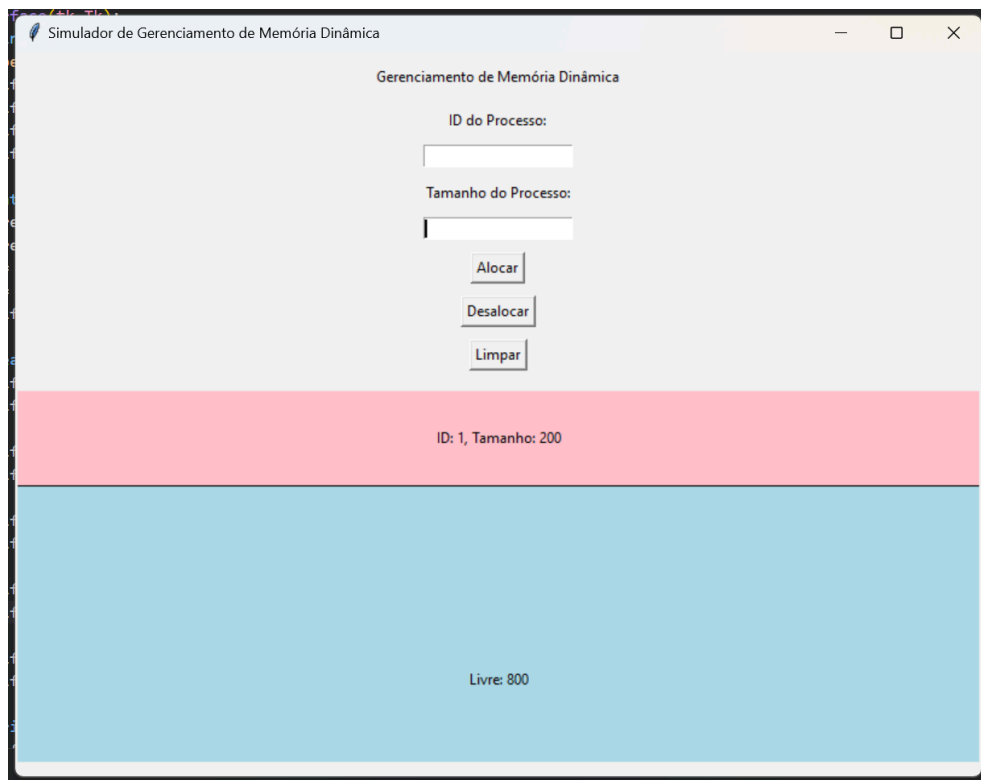 Simulador de Gerenciamento de Memória Dinâmica
Gerenciamento de Memória Dinâmica
ID do Processo:
Tamanho do Processo:
Alocar
Desalocar
Limpar
ID: 1, Tamanho: 200
Livre: 800